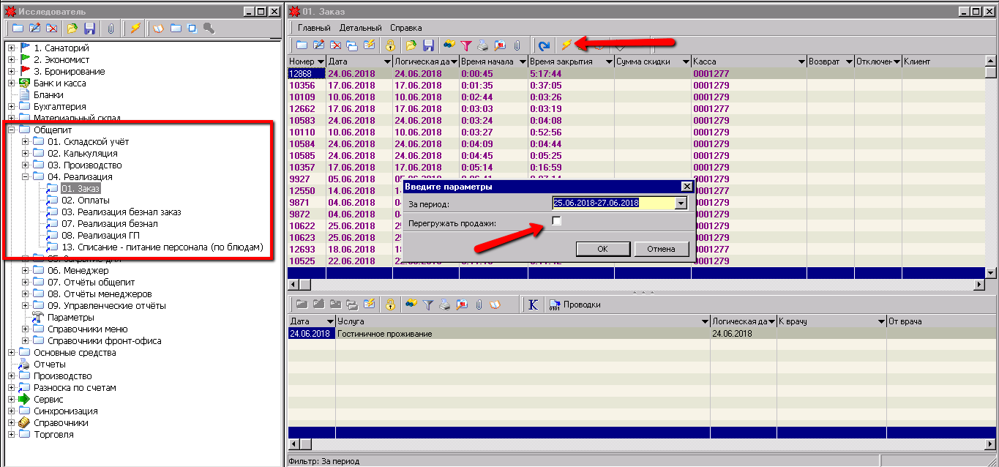 Исследователь
1. Санаторий
2. Экономист
3. Бронирование
Банк и касса
Бланки
Бухгалтерия
Материальный склад
Общепит
01. Складской учёт
02. Калькуляция
03. Производство
04. Реализация
01. Заказ
02. Оплаты
03. Реализация безнал заказ
07. Реализация безнал
08. Реализация ГП
13. Списание - питание персонала (по блюдам)
05. Закрытие дня
06. Менеджер
07. Отчёты общепит
08. Отчёты менеджеров
09. Управленческие отчёты
Параметры
Справочники меню
Справочники фронт-офиса
Основные средства
Отчеты
Производство
Разноска по счетам
Сервис
Синхронизация
Справочники
Торговля
01. Заказ
Главный Детальный Справка
Номер Дата Логическая да Время начала Время закрытия Сумма скидки Касса Возврат Отключен Клиент
12868 24.06.2018 24.06.2018 0:00:45 5:17:44 0001277
10356 17.06.2018 17.06.2018 0:01:35 0:37:05 0001279
10109 10.06.2018 10.06.2018 0:02:44 0:03:26 0001279
12662 17.06.2018 17.06.2018 0:03:03 0:03:19 0001277
10583 24.06.2018 24.06.2018 0:03:24 0:04:08 0001279
10110 10.06.2018 10.06.2018 0:03:27 0:52:56 0001279
10584 24.06.2018 24.06.2018 0:04:09 0:04:44 0001279
10585 24.06.2018 24.06.2018 0:04:45 0:05:25 0001279
10357 17.06.2018 17.06.2018 0:05:14 0:16:59 0001279
9927 05.06.2018 0001279
12550 14.06.2018 0001277
9871 04.06.2018 0001279
9872 04.06.2018 0001279
10622 25.06.2018 0001279
10623 25.06.2018 0001279
12693 18.06.2018 0001277
10525 22.06.2018 0001279
Введите параметры
За период: 25.06.2018-27.06.2018
Перегружать продажи:
OK Отмена
K Проводки
Дата Услуга Логическая да К врачу От врача
24.06.2018 Гостиничное проживание 24.06.2018
Фильтр: За период